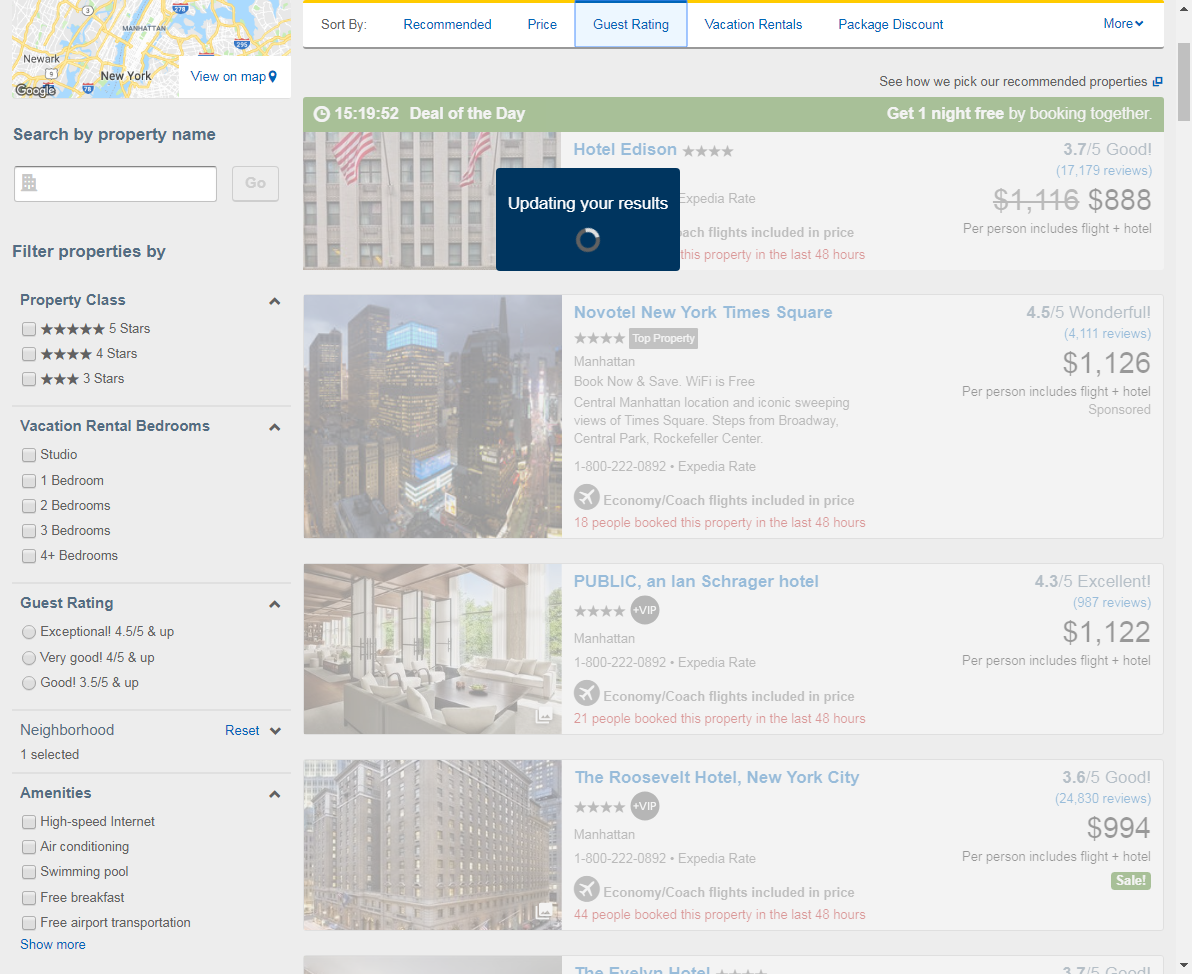 MANHATTAN
3
278
295
Newark
9
New York
78
Google
View on map
Search by property name
Go
Filter properties by
Property Class
5 Stars
4 Stars
3 Stars
Vacation Rental Bedrooms
Studio
1 Bedroom
2 Bedrooms
3 Bedrooms
4+ Bedrooms
Guest Rating
Exceptional! 4.5/5 & up
Very good! 4/5 & up
Good! 3.5/5 & up
Neighborhood Reset
1 selected
Amenities
High-speed Internet
Air conditioning
Swimming pool
Free breakfast
Free airport transportation
Show more
Sort By: Recommended Price Guest Rating Vacation Rentals Package Discount More
See how we pick our recommended properties
15:19:52 Deal of the Day Get 1 night free by booking together.
Hotel Edison
3.7/5 Good!
(17,179 reviews)
$1,116 $888
Per person includes flight + hotel
Expedia Rate
flights included in price
this property in the last 48 hours
Updating your results
Novotel New York Times Square
Top Property
Manhattan
Book Now & Save. WiFi is Free
Central Manhattan location and iconic sweeping
views of Times Square. Steps from Broadway,
Central Park, Rockefeller Center.
1-800-222-0892 • Expedia Rate
Economy/Coach flights included in price
18 people booked this property in the last 48 hours
4.5/5 Wonderful!
(4,111 reviews)
$1,126
Per person includes flight + hotel
Sponsored
PUBLIC, an Ian Schrager hotel
+VIP
Manhattan
1-800-222-0892 • Expedia Rate
Economy/Coach flights included in price
21 people booked this property in the last 48 hours
4.3/5 Excellent!
(987 reviews)
$1,122
Per person includes flight + hotel
The Roosevelt Hotel, New York City
+VIP
Manhattan
1-800-222-0892 • Expedia Rate
Economy/Coach flights included in price
44 people booked this property in the last 48 hours
3.6/5 Good!
(24,830 reviews)
$994
Per person includes flight + hotel
Sale!
The Evelyn Hotel
3.7/5 Good!